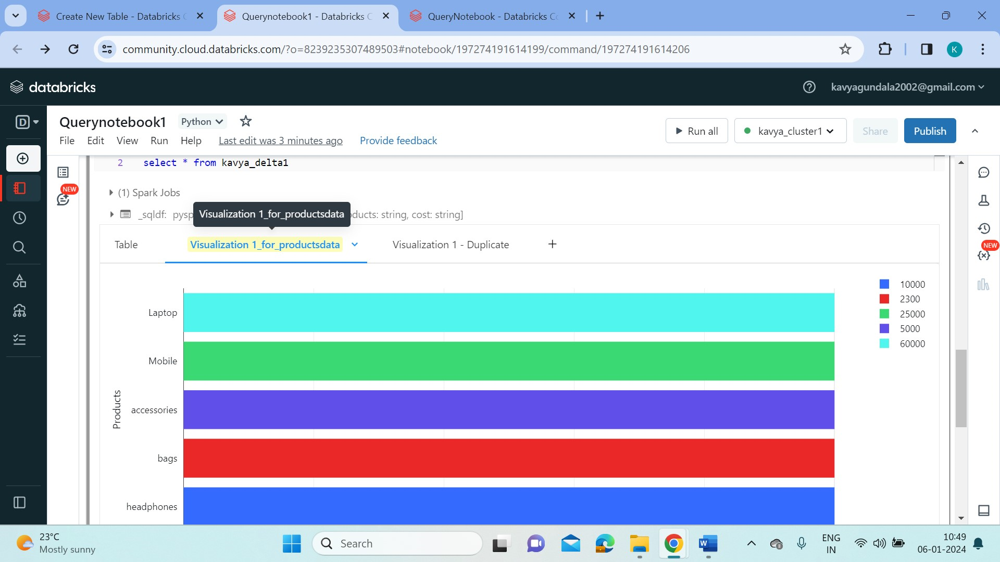 Create New Table - Databricks C
Querynotebook1 - Databricks C
QueryNotebook - Databricks Co
community.cloud.databricks.com/?o=8239235307489503#notebook/197274191614199/command/197274191614206
K
databricks
kavyagundala2002@gmail.com
D
Querynotebook1
Python
Run all
kavya_cluster1
Share
Publish
File
Edit
View
Run
Help
Last edit was 3 minutes ago
Provide feedback
2 select * from kavya_delta1
NEW
(1) Spark Jobs
Visualization 1_for_productsdata
_sqldf: pysp
ducts: string, cost: string]
Table
Visualization 1_for_productsdata
Visualization 1 - Duplicate
NEW
10000
2300
25000
5000
60000
Laptop
Mobile
Products
accessories
bags
headphones
23°C
Mostly sunny
Search
W
ENG
IN
10:49
06-01-2024